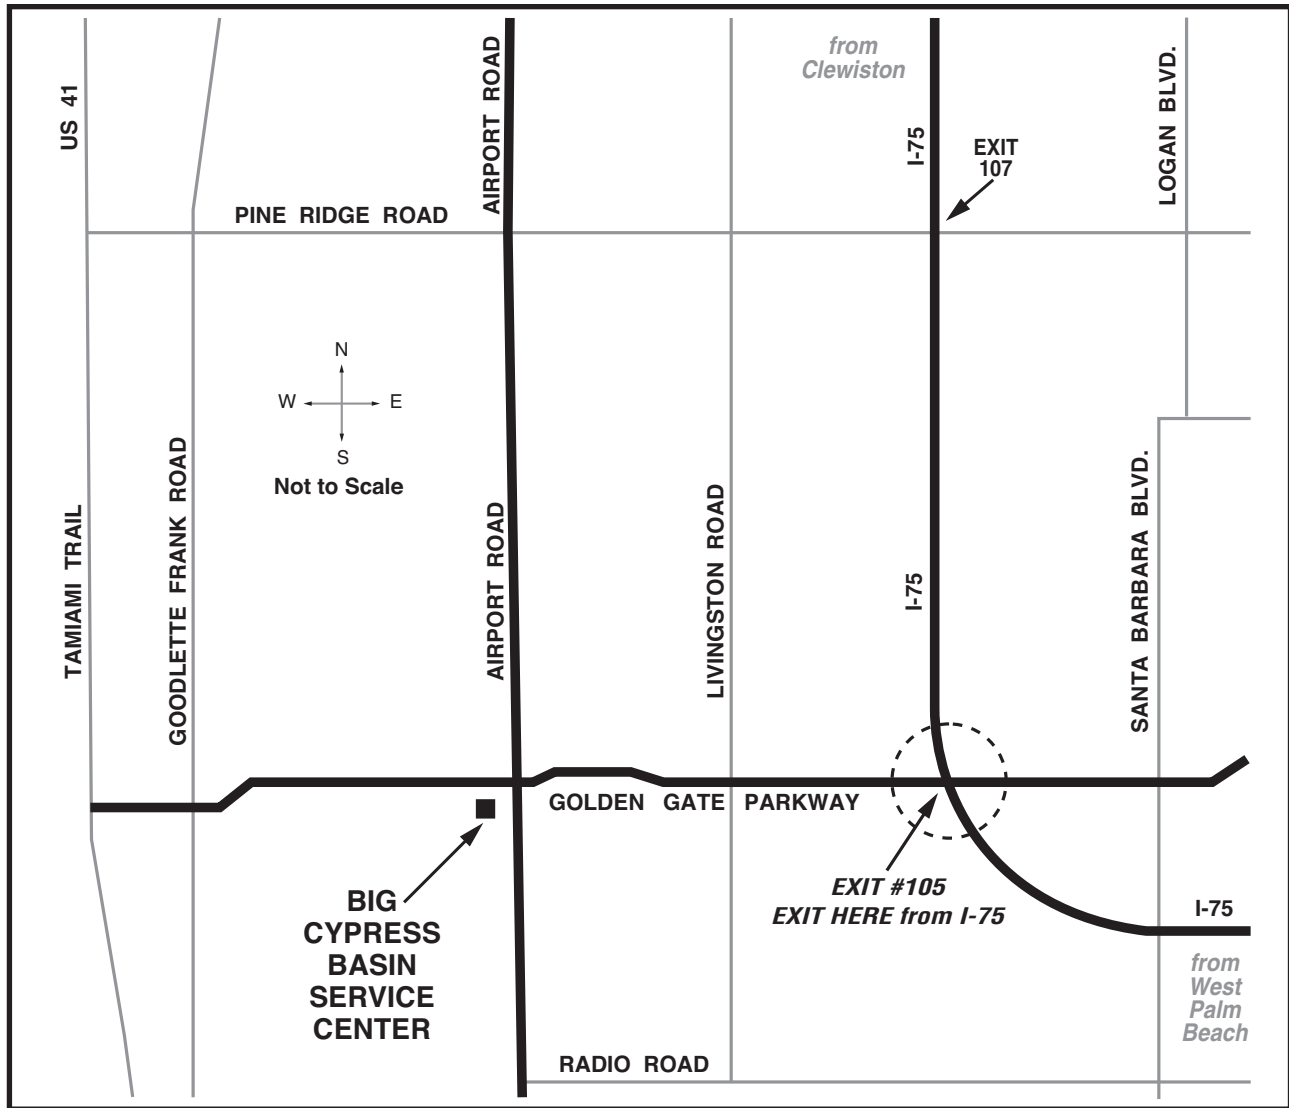 from
Clewiston
US 41
AIRPORT ROAD
I-75
EXIT
107
LOGAN BLVD.
PINE RIDGE ROAD
N
W E
S
Not to Scale
TAMIAMI TRAIL
GOODLETTE FRANK ROAD
AIRPORT ROAD
LIVINGSTON ROAD
I-75
SANTA BARBARA BLVD.
GOLDEN GATE PARKWAY
BIG
CYPRESS
BASIN
SERVICE
CENTER
EXIT #105
EXIT HERE from I-75
I-75
from
West
Palm
Beach
RADIO ROAD